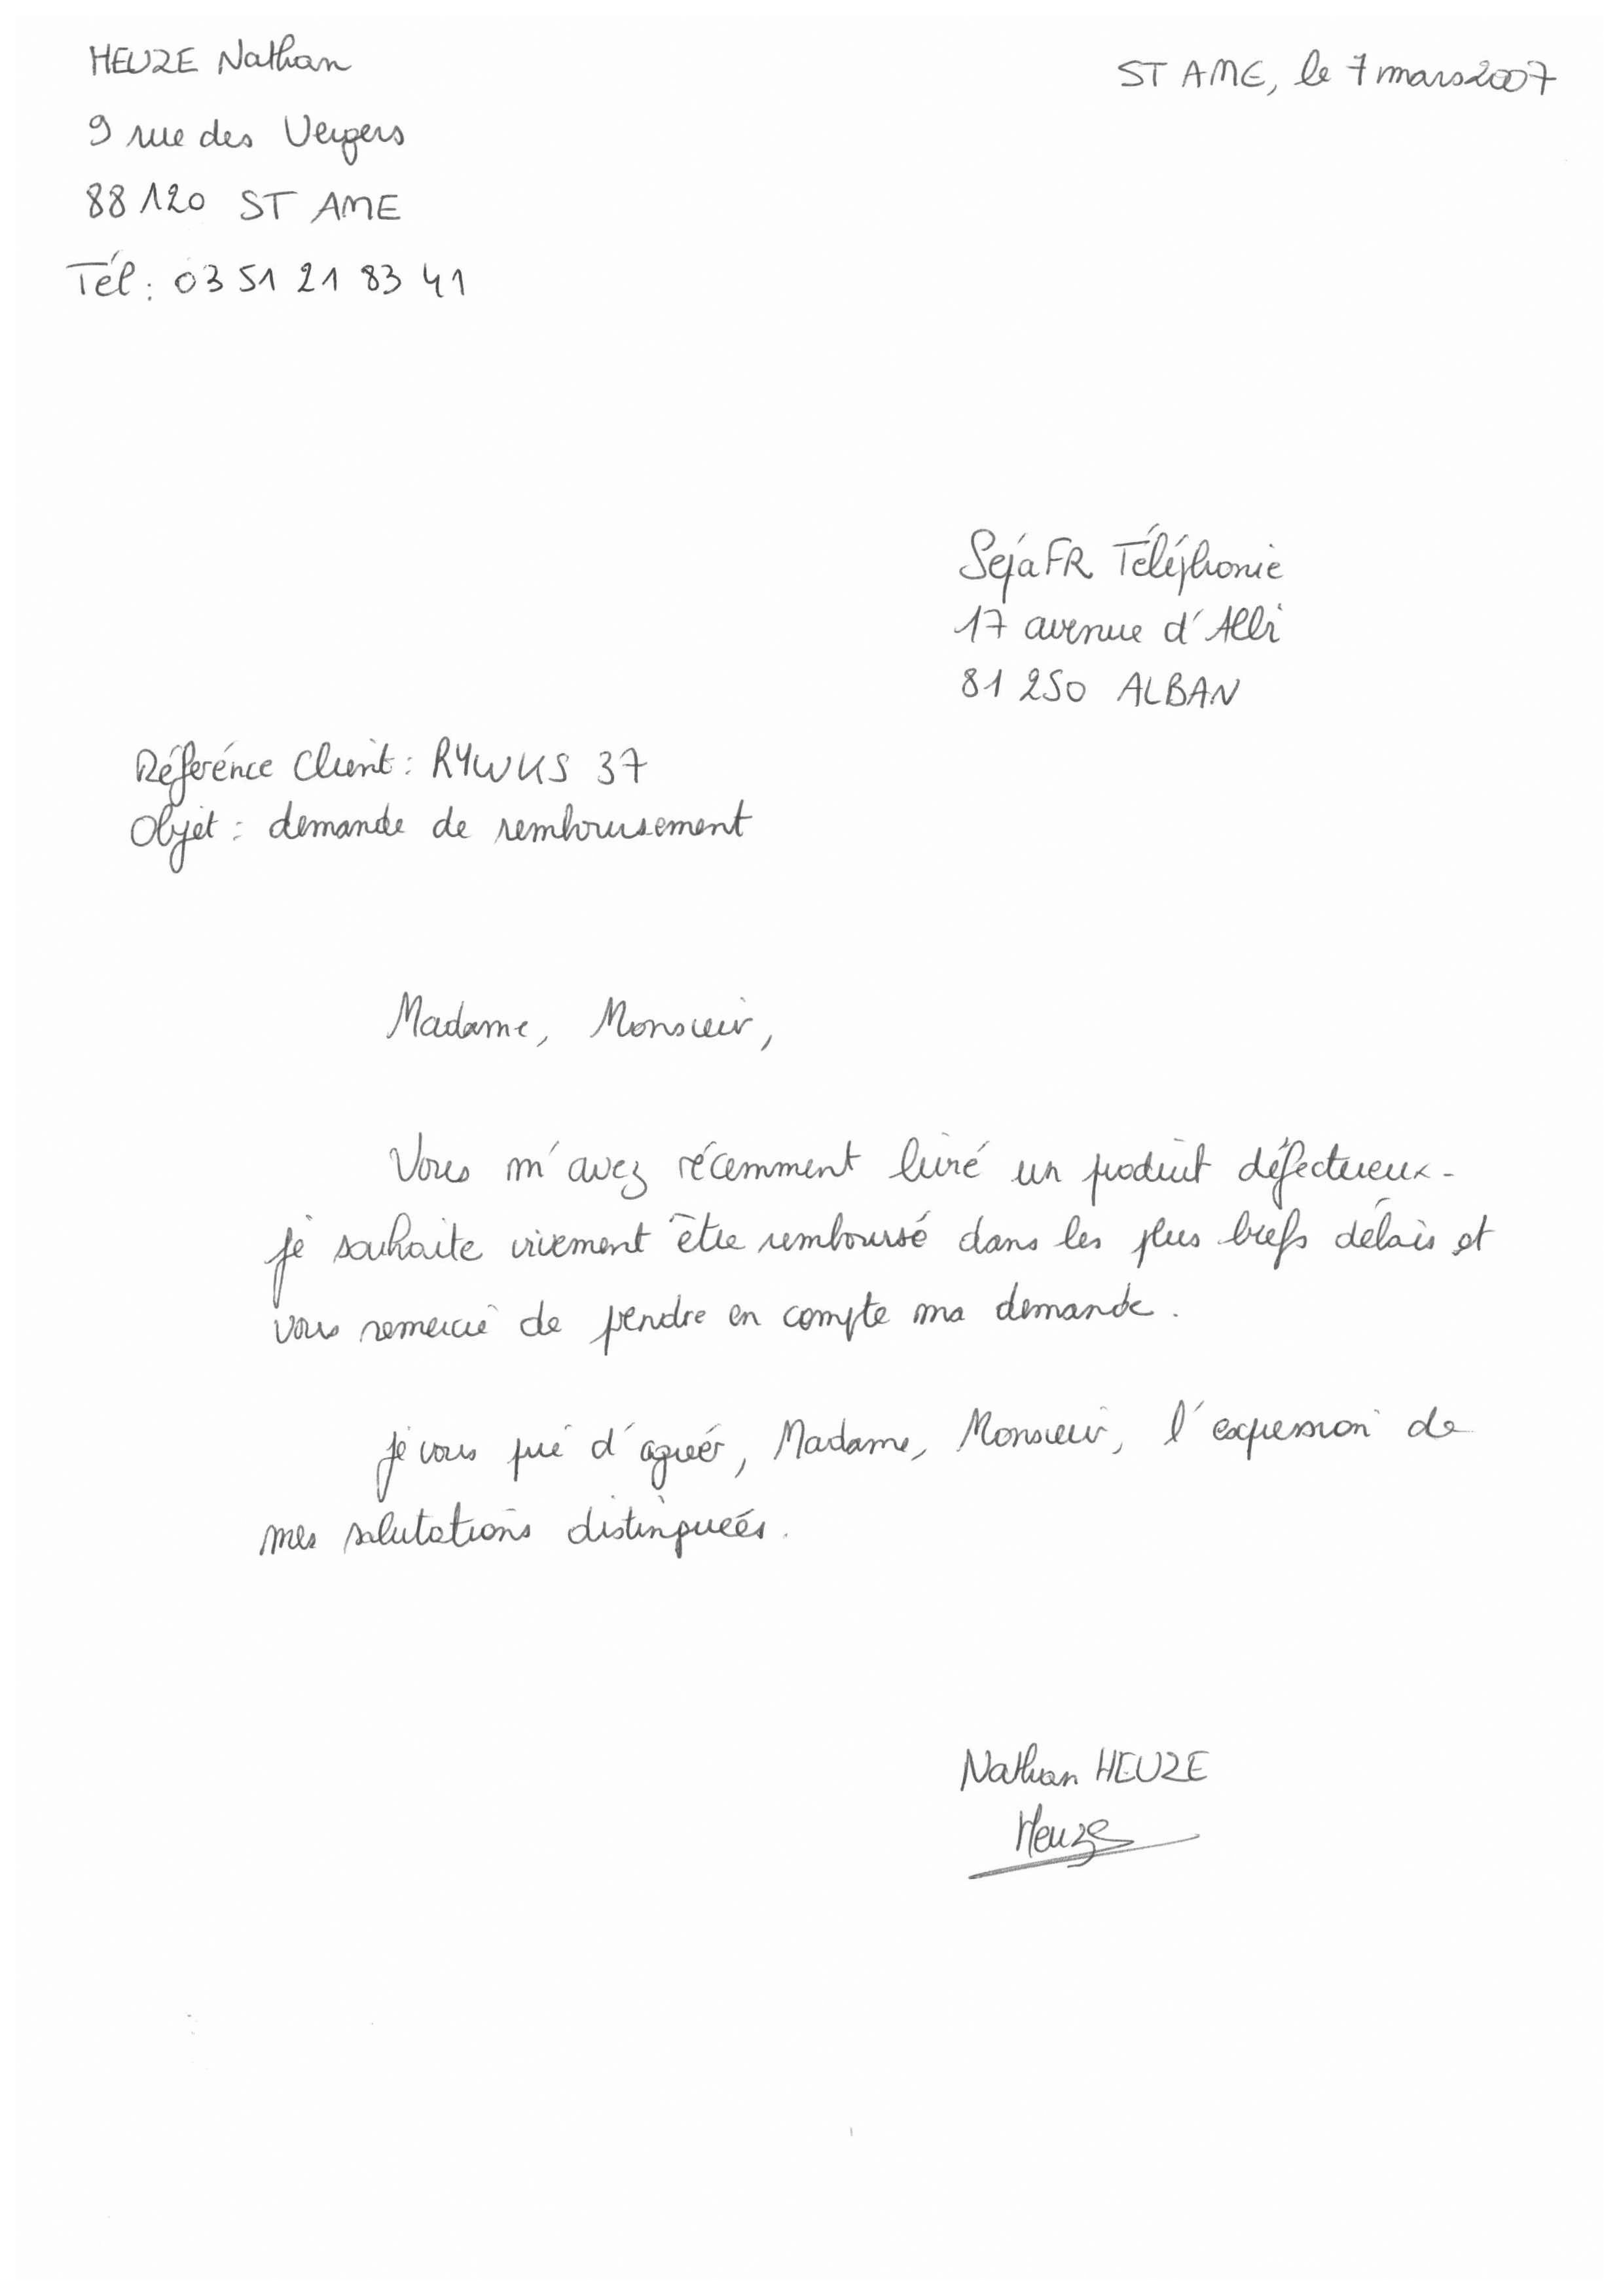 HEUZE Nathan
ST AME, le 7 mars 2007
9 rue des Vergers
88 120 ST AME
Tél : 03 51 21 83 41
SejaFR Téléphonie
17 avenue d'Albi
81 250 ALBAN
Référence Client : RYWKS 37
Objet : demande de remboursement
Madame, Monsieur,
Vous m'avez récemment livré un produit défectueux.
Je souhaite vivement être remboursé dans les plus brefs délais et
vous remercie de prendre en compte ma demande.
Je vous prie d'agréer, Madame, Monsieur, l'expression de
mes salutations distinguées.
Nathan HEUZE
Heuze